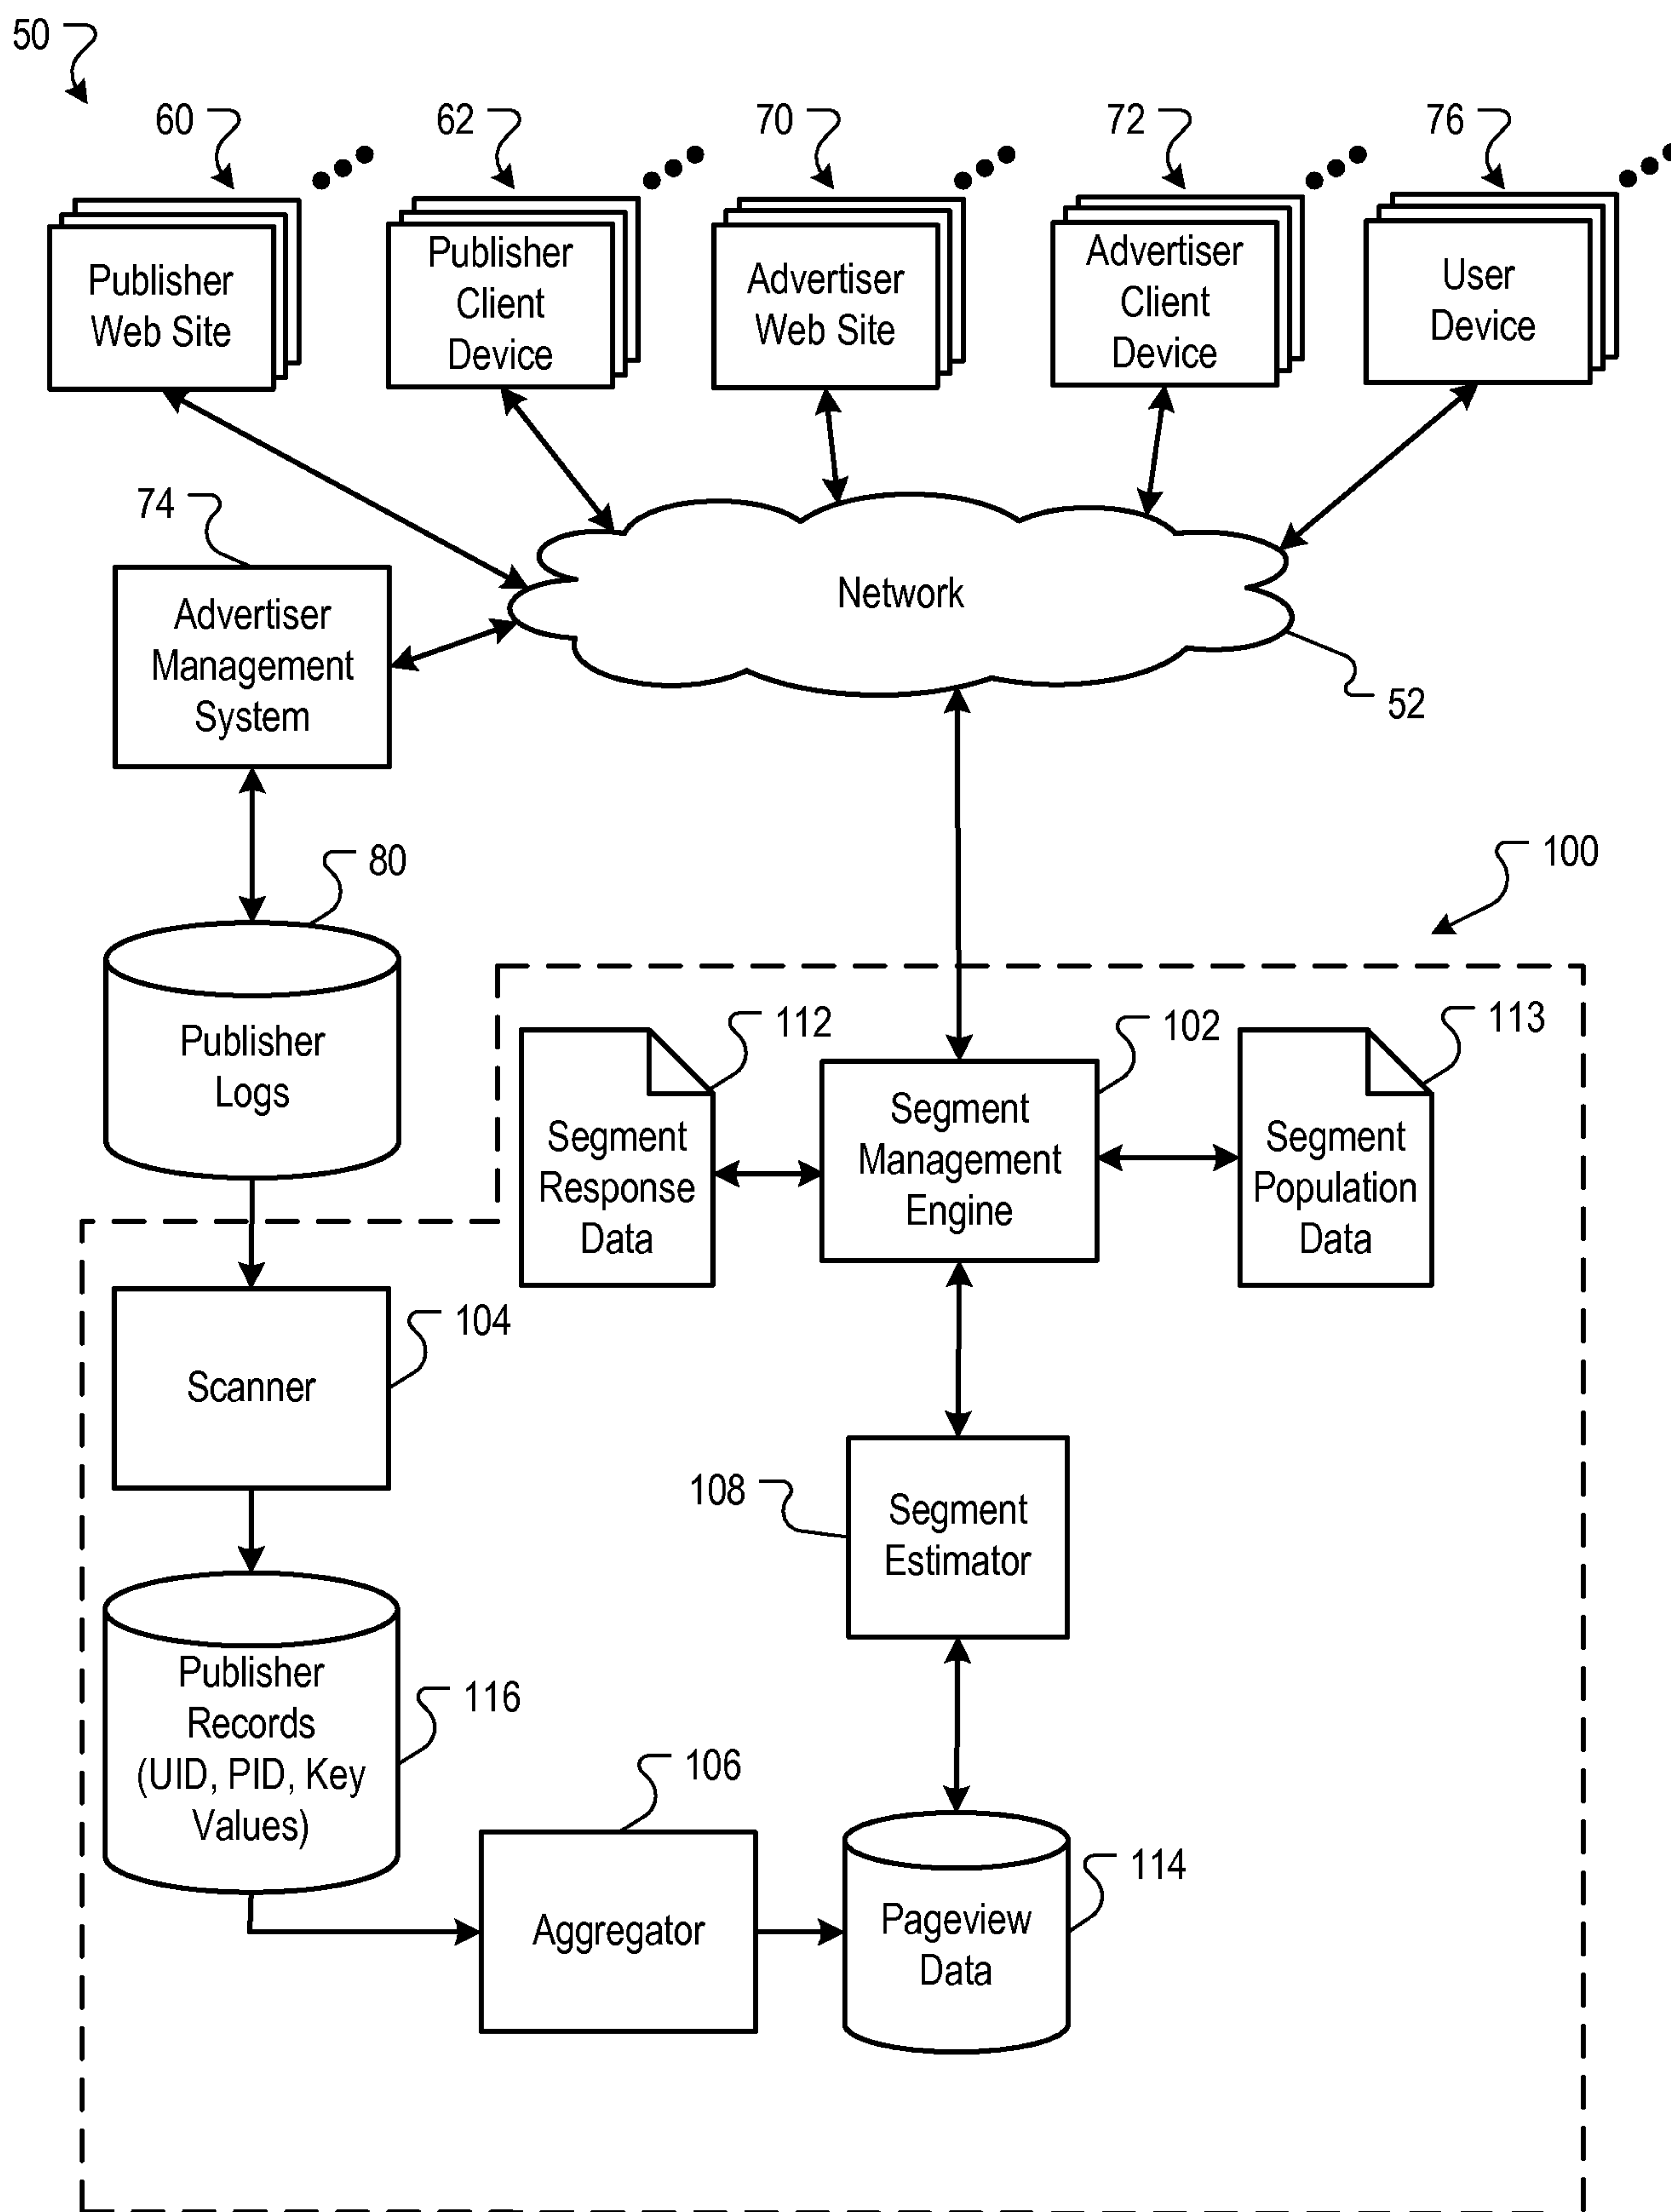 50
60
62
70
72
76
Publisher
Web Site
Publisher
Client
Device
Advertiser
Web Site
Advertiser
Client
Device
User
Device
74
Advertiser
Management
System
Network
52
80
Publisher
Logs
100
112
Segment
Response
Data
102
Segment
Management
Engine
113
Segment
Population
Data
104
Scanner
108
Segment
Estimator
Publisher
Records
(UID, PID, Key
Values)
116
106
Aggregator
114
Pageview
Data